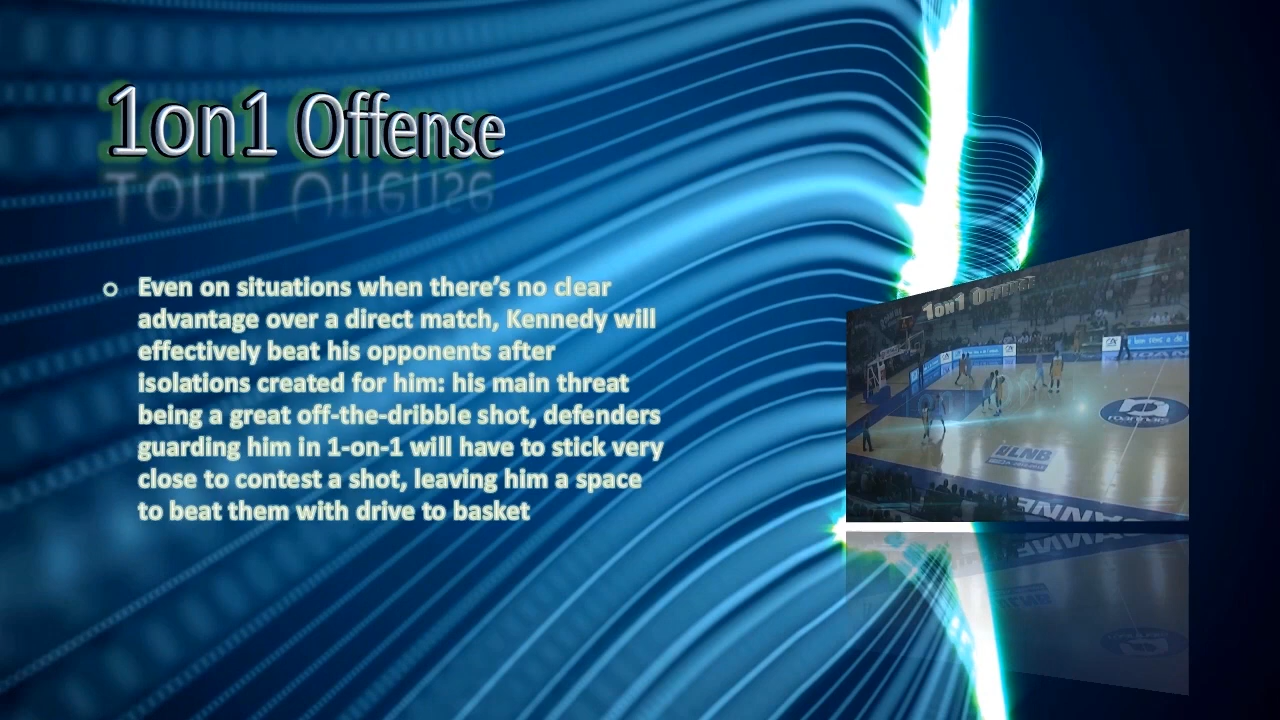 1on1 Offense
Even on situations when there's no clear
advantage over a direct match, Kennedy will
effectively beat his opponents after
isolations created for him: his main threat
being a great off-the-dribble shot, defenders
guarding him in 1-on-1 will have to stick very
close to contest a shot, leaving him a space
to beat them with drive to basket
1on1 Offense
LNB